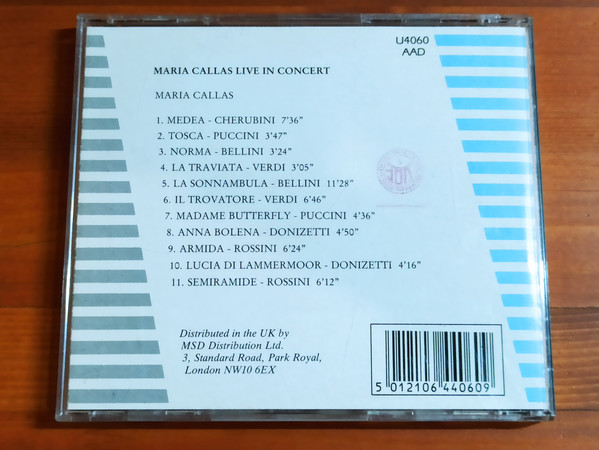 U4060
AAD
MARIA CALLAS LIVE IN CONCERT
MARIA CALLAS
1. MEDEA - CHERUBINI 7'36"
2. TOSCA - PUCCINI 3'47"
3. NORMA - BELLINI 3'24"
4. LA TRAVIATA - VERDI 3'05"
5. LA SONNAMBULA - BELLINI 11'28"
6. IL TROVATORE - VERDI 6'46"
7. MADAME BUTTERFLY - PUCCINI 4'36"
8. ANNA BOLENA - DONIZETTI 4'50"
9. ARMIDA - ROSSINI 6'24"
10. LUCIA DI LAMMERMOOR - DONIZETTI 4'16"
11. SEMIRAMIDE - ROSSINI 6'12"
Distributed in the UK by
MSD Distribution Ltd.
3, Standard Road, Park Royal,
London NW10 6EX
5 012106 440609